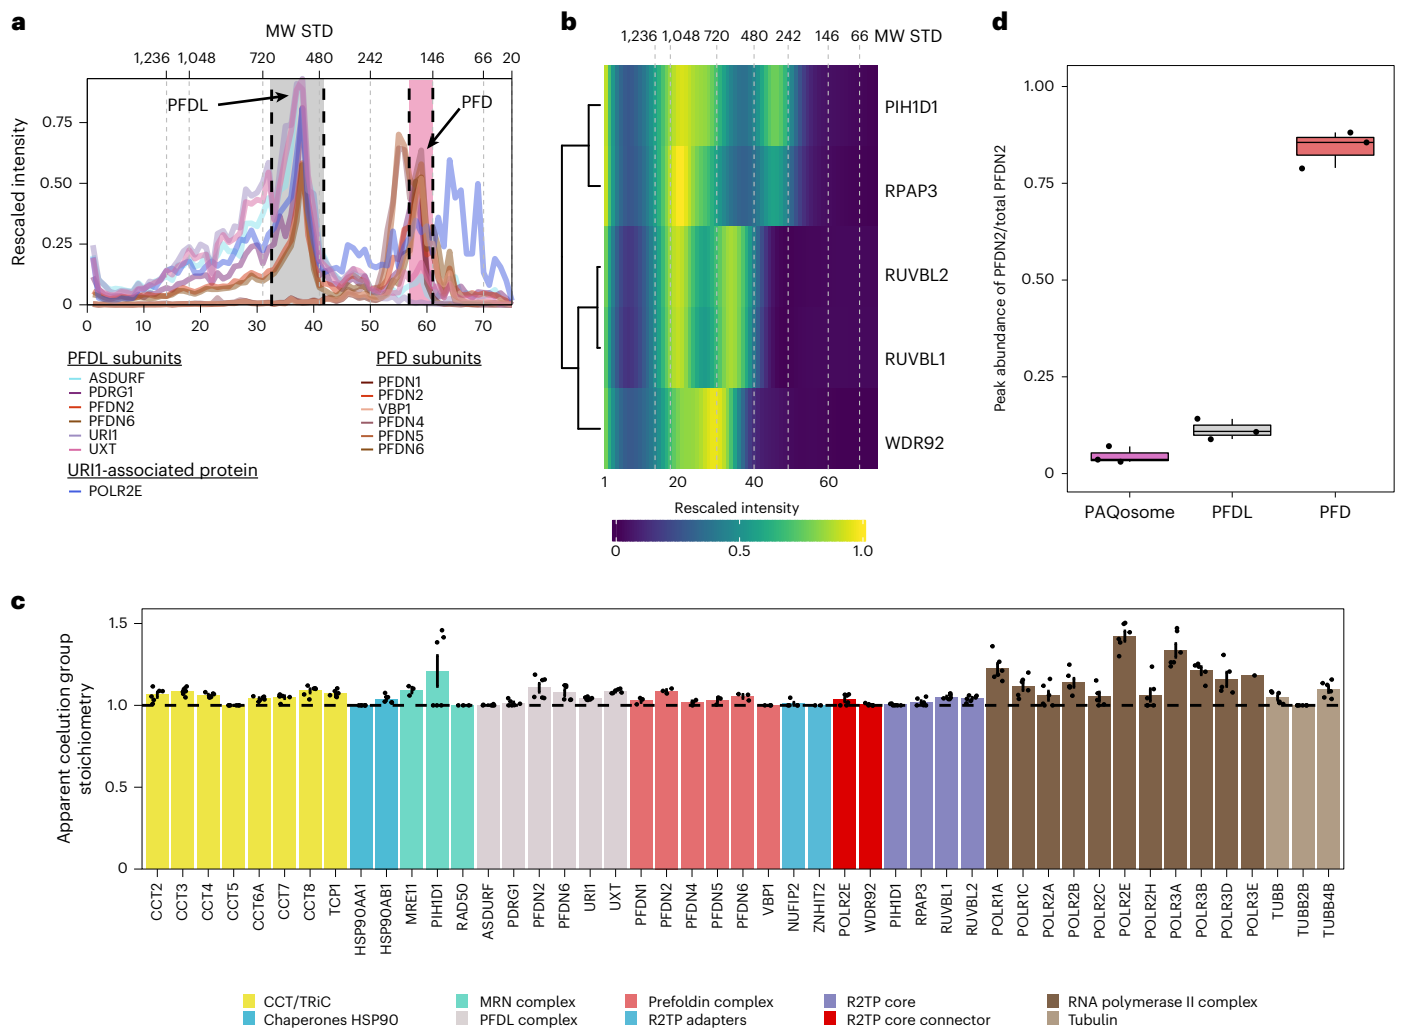 a
MW STD
1,236 1,048 720 480 242 146 66 20
PFDL
PFD
Rescaled intensity
0.75
0.50
0.25
0
0 10 20 30 40 50 60 70
PFDL subunits
ASDURF
PDRG1
PFDN2
PFDN6
URI1
UXT
URI1-associated protein
POLR2E
PFD subunits
PFDN1
PFDN2
VBP1
PFDN4
PFDN5
PFDN6
b
1,236 1,048 720 480 242 146 66 MW STD
PIH1D1
RPAP3
RUVBL2
RUVBL1
WDR92
1 20 40 60
Rescaled intensity
0 0.5 1.0
d
Peak abundance of PFDN2/total PFDN2
1.00
0.75
0.50
0.25
0
PAQosome PFDL PFD
c
Apparent coelution group
stoichiometry
1.5
1.0
0.5
0
CCT2
CCT3
CCT4
CCT5
CCT6A
CCT7
CCT8
TCP1
HSP90AA1
HSP90AB1
MRE11
PIHD1
RAD50
ASDURF
PDRG1
PFDN2
PFDN6
URI1
UXT
PFDN1
PFDN2
PFDN4
PFDN5
PFDN6
VBP1
NUFIP2
ZNHIT2
POLR2E
WDR92
PIHD1
RPAP3
RUVBL1
RUVBL2
POLR1A
POLR1C
POLR2A
POLR2B
POLR2C
POLR2E
POLR2H
POLR3A
POLR3B
POLR3D
POLR3E
TUBB
TUBB2B
TUBB4B
CCT/TRiC
Chaperones HSP90
MRN complex
PFDL complex
Prefoldin complex
R2TP adapters
R2TP core
R2TP core connector
RNA polymerase II complex
Tubulin